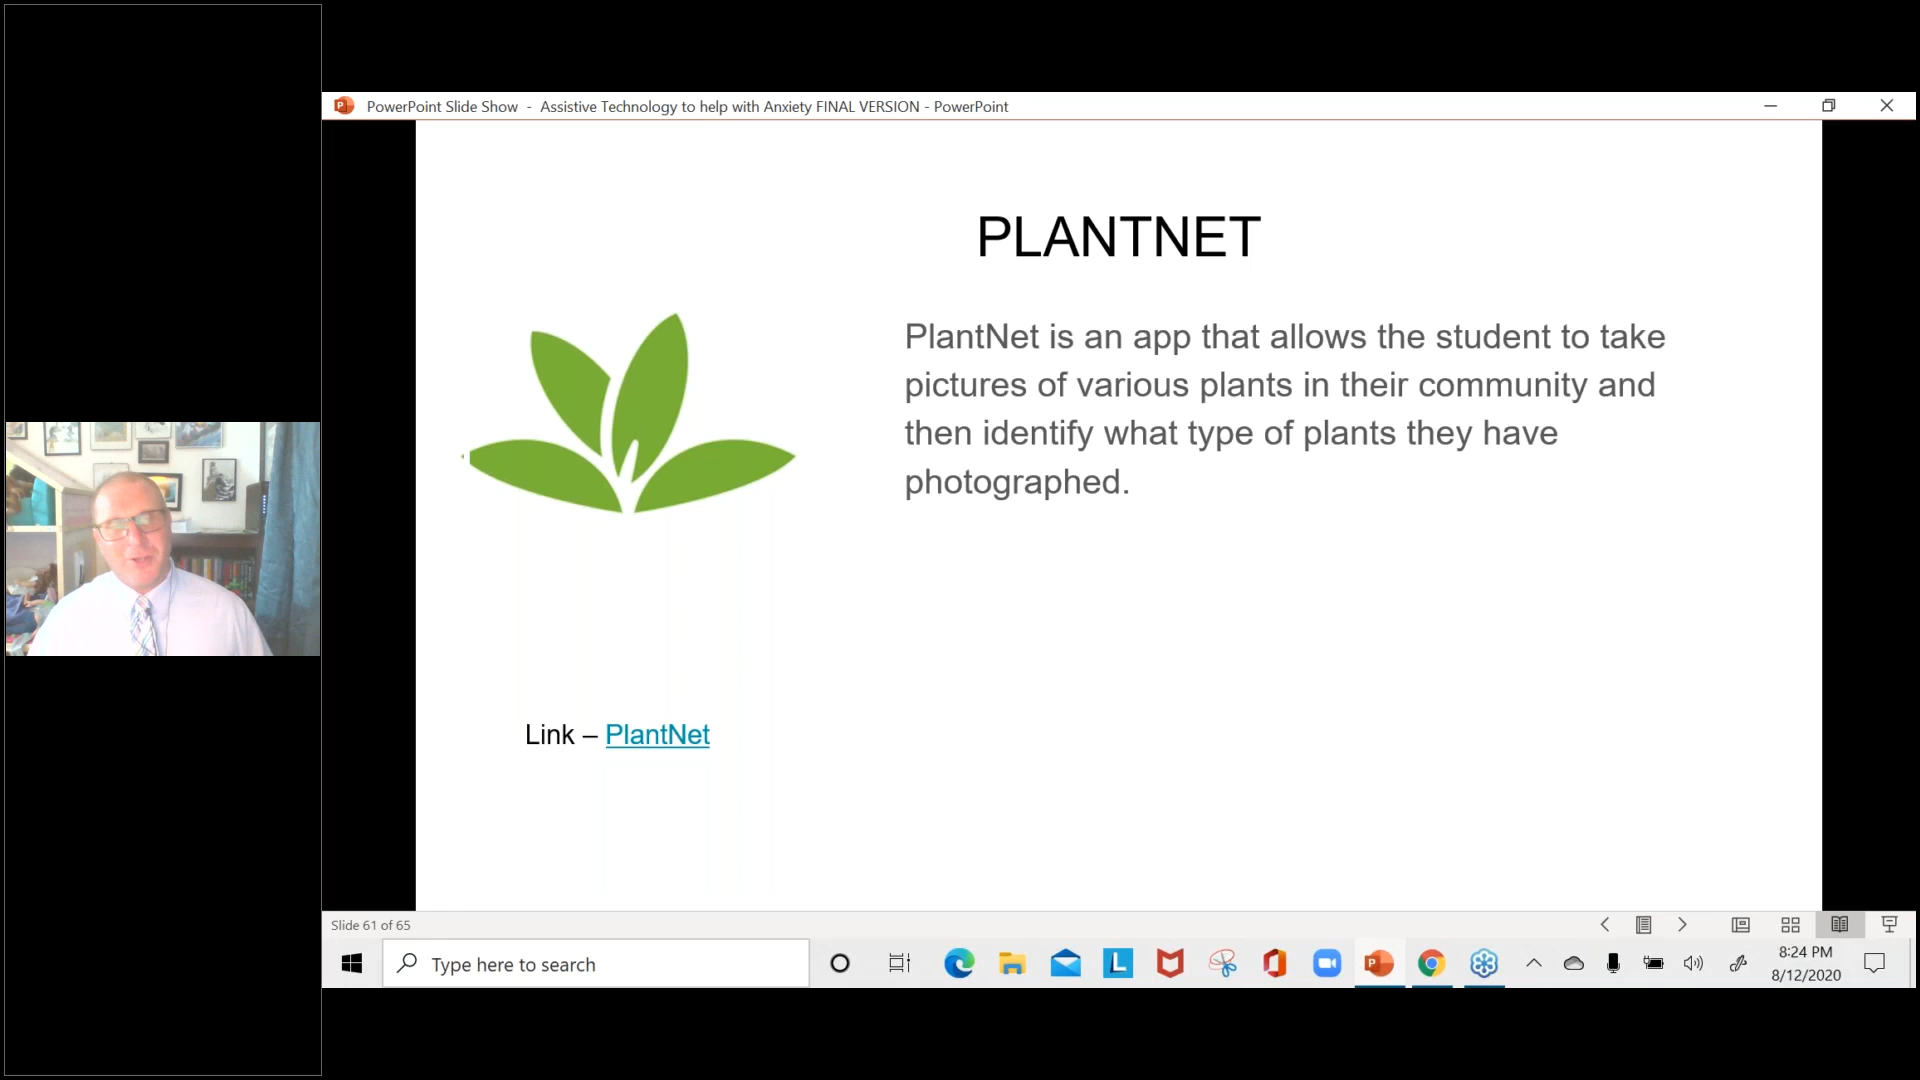 PowerPoint Slide Show - Assistive Technology to help with Anxiety FINAL VERSION - PowerPoint
PLANTNET
PlantNet is an app that allows the student to take
pictures of various plants in their community and
then identify what type of plants they have
photographed.
Link – PlantNet
Slide 61 of 65
Type here to search
8:24 PM
8/12/2020